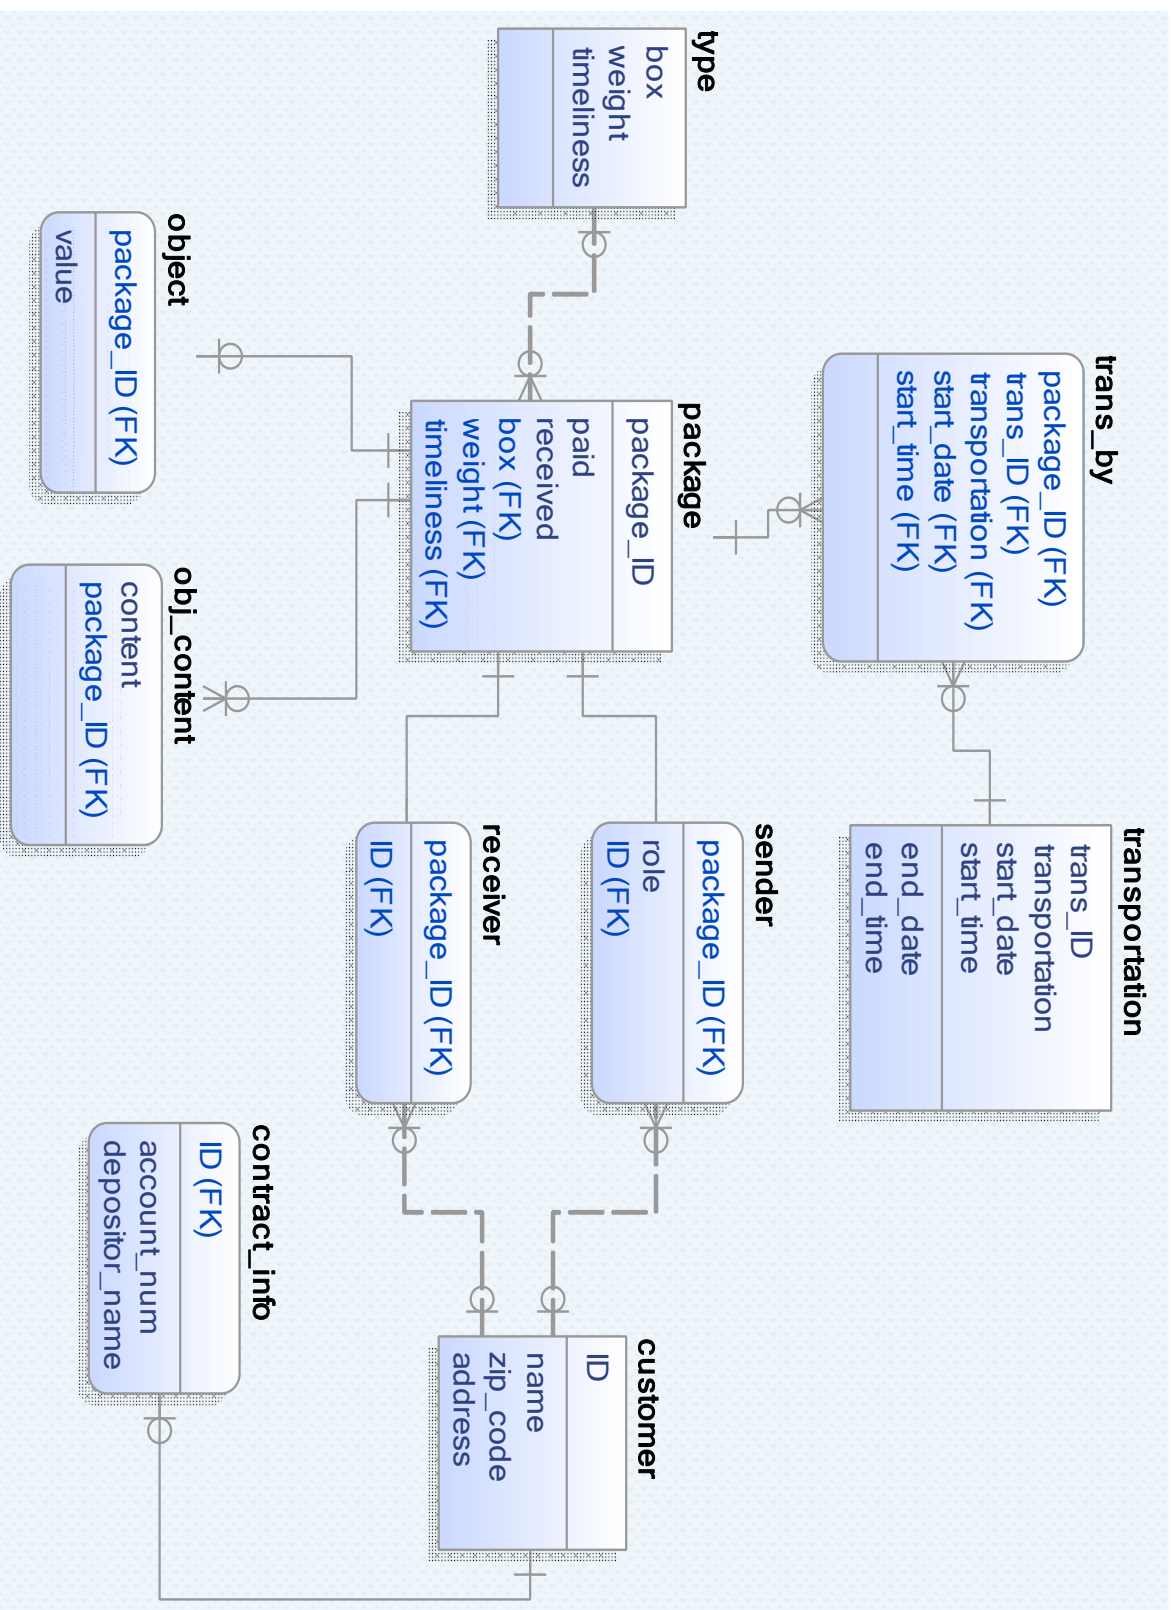 type
box
weight
timeliness
trans_by
package_ID (FK)
trans_ID (FK)
transportation (FK)
start_date (FK)
start_time (FK)
transportation
trans_ID
transportation
start_date
start_time
end_date
end_time
package
package_ID
paid
received
box (FK)
weight (FK)
timeliness (FK)
sender
package_ID (FK)
role
ID (FK)
receiver
package_ID (FK)
ID (FK)
customer
ID
name
zip_code
address
object
package_ID (FK)
value
obj_content
content
package_ID (FK)
contract_info
ID (FK)
account_num
depositor_name